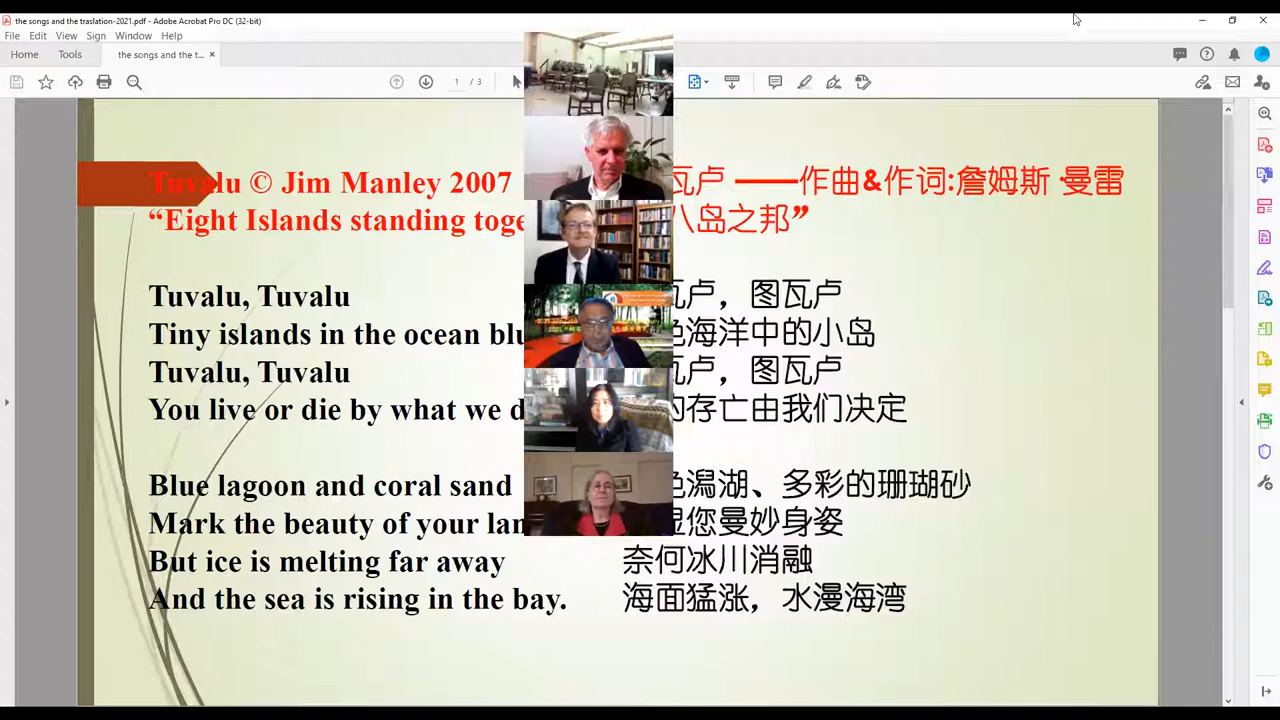 the songs and the traslation-2021.pdf - Adobe Acrobat Pro DC (32-bit)
File Edit View Sign Window Help
Home Tools the songs and the t...
1 / 3
Tuvalu © Jim Manley 2007
瓦卢 ——作曲&作词:詹姆斯·曼雷
“Eight Islands standing toge
八岛之邦”
Tuvalu, Tuvalu
瓦卢，图瓦卢
Tiny islands in the ocean blu
海洋中的小岛
Tuvalu, Tuvalu
瓦卢，图瓦卢
You live or die by what we d
的存亡由我们决定
Blue lagoon and coral sand
色潟湖、多彩的珊瑚砂
Mark the beauty of your lan
显您曼妙身姿
But ice is melting far away
奈何冰川消融
And the sea is rising in the bay.
海面猛涨，水漫海湾